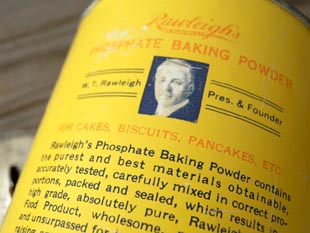 Rawleigh's
PHOSPHATE BAKING POWDER
W. T. Rawleigh Pres. & Founder
FOR CAKES, BISCUITS, PANCAKES, ETC.
Rawleigh's Phosphate Baking Powder contains
the purest and best materials obtainable,
accurately tested, carefully mixed in correct pro-
portions, packed and sealed, which results in
high grade, absolutely pure, Rawleigh
Food Product, wholesome,
and unsurpassed for
raising